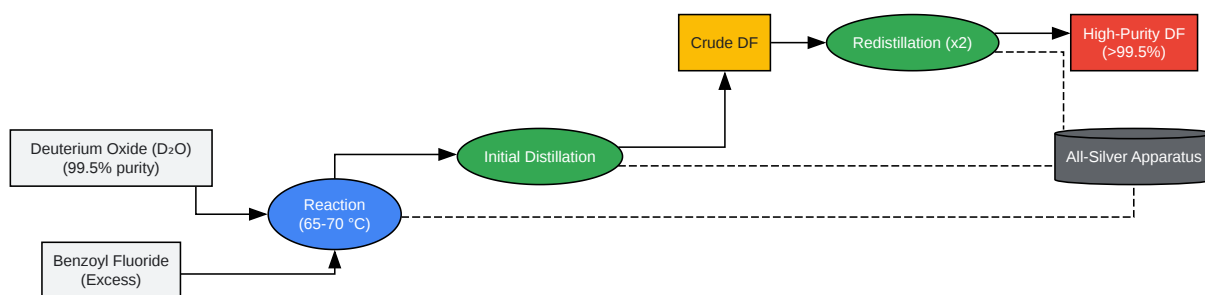 Deuterium Oxide (D₂O)
(99.5% purity)
Benzoyl Fluoride
(Excess)
Reaction
(65-70 °C)
Initial Distillation
Crude DF
Redistillation (x2)
High-Purity DF
(>99.5%)
All-Silver Apparatus